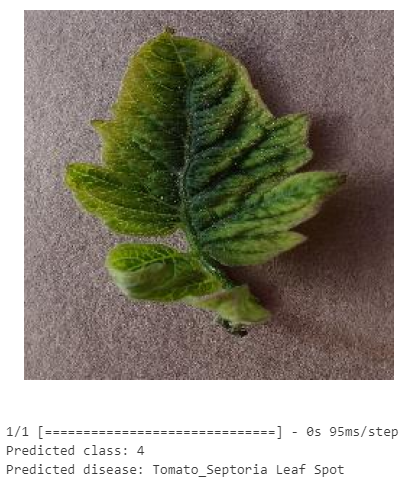 1/1 [==============================] - 0s 95ms/step
Predicted class: 4
Predicted disease: Tomato_Septoria Leaf Spot